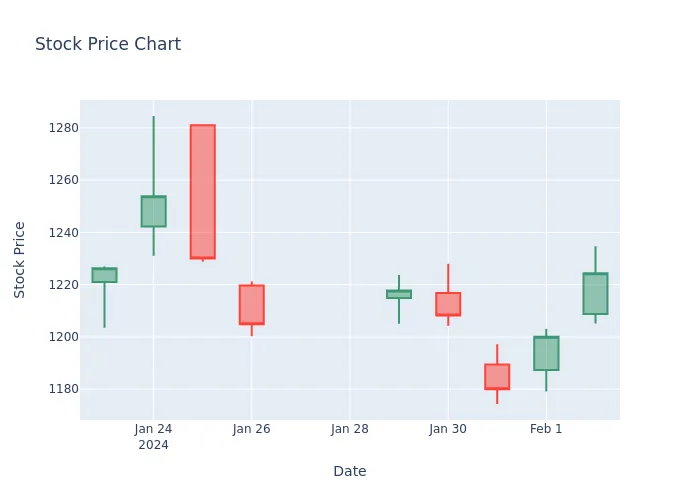 Stock Price Chart
1280
1260
1240
1220
1200
1180
Stock Price
Jan 24
2024
Jan 26
Jan 28
Jan 30
Feb 1
Date